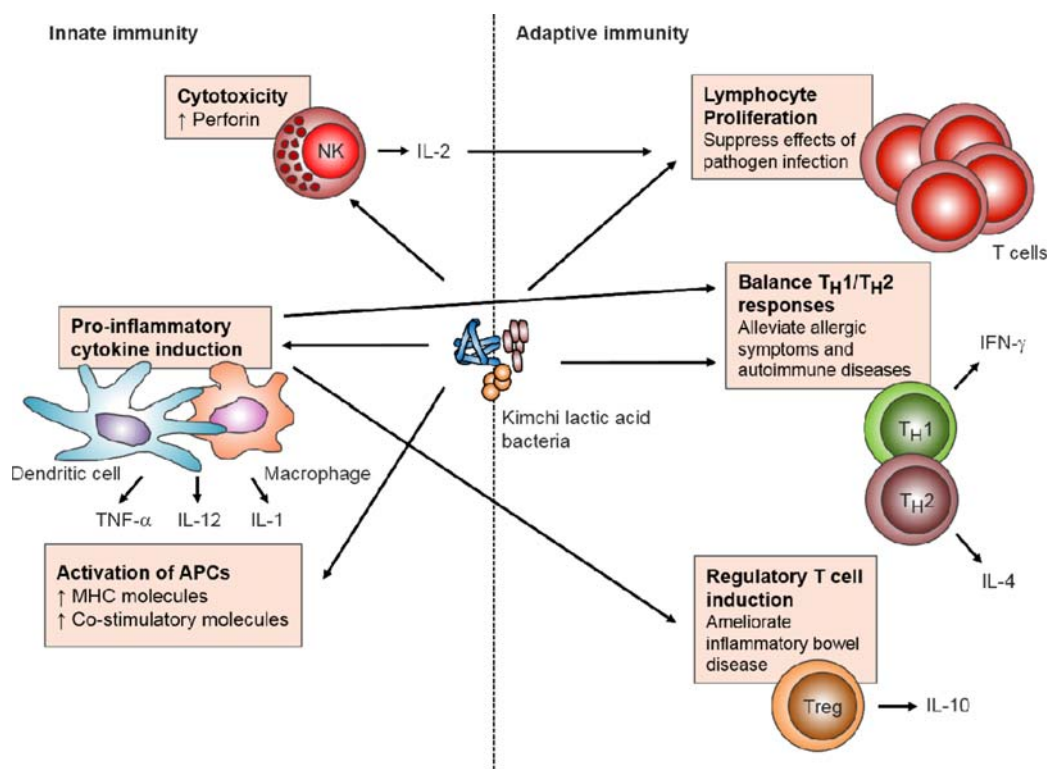 Innate immunity
Adaptive immunity
Cytotoxicity
↑ Perforin
NK
IL-2
Lymphocyte
Proliferation
Suppress effects of
pathogen infection
T cells
Pro-inflammatory
cytokine induction
Dendritic cell
Macrophage
TNF-α
IL-12
IL-1
Activation of APCs
↑ MHC molecules
↑ Co-stimulatory molecules
Kimchi lactic acid
bacteria
Balance TH1/TH2
responses
Alleviate allergic
symptoms and
autoimmune diseases
IFN-γ
TH1
TH2
IL-4
Regulatory T cell
induction
Ameliorate
inflammatory bowel
disease
Treg
IL-10